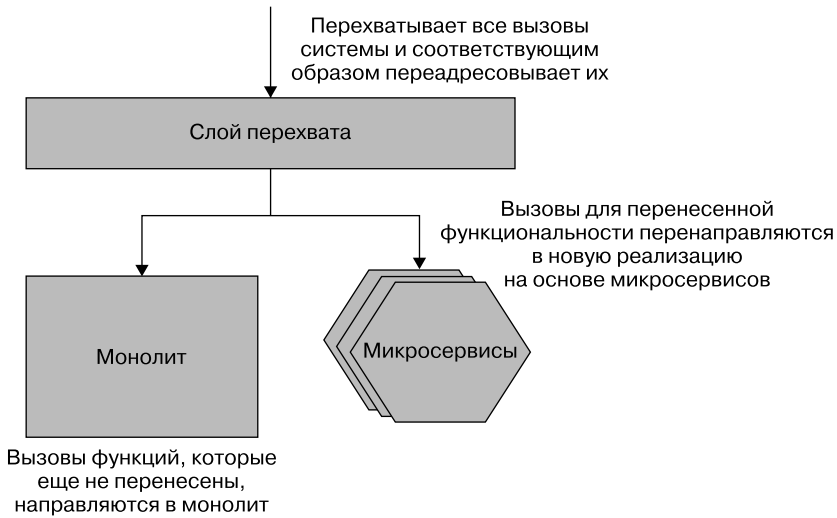 Перехватывает все вызовы
системы и соответствующим
образом переадресовывает их
Слой перехвата
Вызовы для перенесенной
функциональности перенаправляются
в новую реализацию
на основе микросервисов
Монолит
Микросервисы
Вызовы функций, которые
еще не перенесены,
направляются в монолит